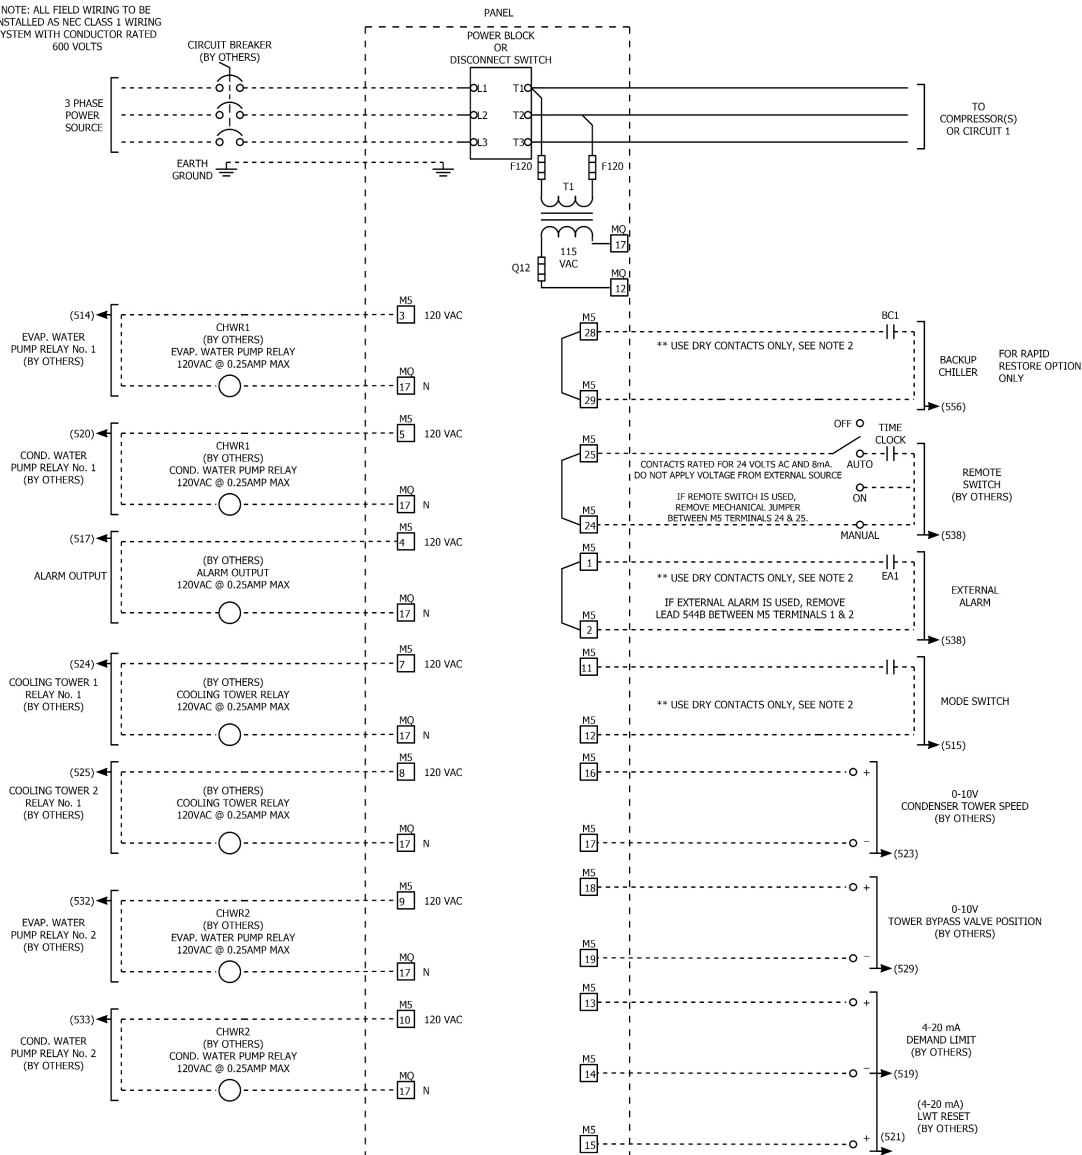 NOTE: ALL FIELD WIRING TO BE
NSTALLED AS NEC CLASS 1 WIRING
YSTEM WITH CONDUCTOR RATED
600 VOLTS
PANEL
CIRCUIT BREAKER
(BY OTHERS)
POWER BLOCK
OR
DISCONNECT SWITCH
3 PHASE
POWER
SOURCE
L1
L2
L3
T1
T2
T3
TO
COMPRESSOR(S)
OR CIRCUIT 1
EARTH
GROUND
F120
F120
T1
115
VAC
MQ
17
Q12
MQ
12
(514)
EVAP. WATER
PUMP RELAY No. 1
(BY OTHERS)
CHWR1
(BY OTHERS)
EVAP. WATER PUMP RELAY
120VAC @ 0.25AMP MAX
M5
3 120 VAC
MQ
17 N
(520)
COND. WATER
PUMP RELAY No. 1
(BY OTHERS)
CHWR1
(BY OTHERS)
COND. WATER PUMP RELAY
120VAC @ 0.25AMP MAX
M5
5 120 VAC
MQ
17 N
(517)
ALARM OUTPUT
(BY OTHERS)
ALARM OUTPUT
120VAC @ 0.25AMP MAX
M5
4 120 VAC
MQ
17 N
(524)
COOLING TOWER 1
RELAY No. 1
(BY OTHERS)
(BY OTHERS)
COOLING TOWER RELAY
120VAC @ 0.25AMP MAX
M5
7 120 VAC
MQ
17 N
(525)
COOLING TOWER 2
RELAY No. 1
(BY OTHERS)
(BY OTHERS)
COOLING TOWER RELAY
120VAC @ 0.25AMP MAX
M5
8 120 VAC
MQ
17 N
(532)
EVAP. WATER
PUMP RELAY No. 2
(BY OTHERS)
CHWR2
(BY OTHERS)
EVAP. WATER PUMP RELAY
120VAC @ 0.25AMP MAX
M5
9 120 VAC
MQ
17 N
(533)
COND. WATER
PUMP RELAY No. 2
(BY OTHERS)
CHWR2
(BY OTHERS)
COND. WATER PUMP RELAY
120VAC @ 0.25AMP MAX
M5
10 120 VAC
MQ
17 N
M5
28
BC1
** USE DRY CONTACTS ONLY, SEE NOTE 2
M5
29
BACKUP
CHILLER
FOR RAPID
RESTORE OPTION
ONLY
(556)
M5
25
OFF
TIME
CLOCK
AUTO
CONTACTS RATED FOR 24 VOLTS AC AND 8mA.
DO NOT APPLY VOLTAGE FROM EXTERNAL SOURCE
ON
IF REMOTE SWITCH IS USED,
REMOVE MECHANICAL JUMPER
BETWEEN M5 TERMINALS 24 & 25.
M5
24
MANUAL
REMOTE
SWITCH
(BY OTHERS)
(538)
M5
1
EA1
** USE DRY CONTACTS ONLY, SEE NOTE 2
IF EXTERNAL ALARM IS USED, REMOVE
LEAD 544B BETWEEN M5 TERMINALS 1 & 2
M5
2
EXTERNAL
ALARM
(538)
M5
11
** USE DRY CONTACTS ONLY, SEE NOTE 2
M5
12
MODE SWITCH
(515)
M5
16
+
0-10V
CONDENSER TOWER SPEED
(BY OTHERS)
M5
17
−
(523)
M5
18
+
0-10V
TOWER BYPASS VALVE POSITION
(BY OTHERS)
M5
19
−
(529)
M5
13
+
4-20 mA
DEMAND LIMIT
(BY OTHERS)
M5
14
−
(519)
(4-20 mA)
LWT RESET
(BY OTHERS)
M5
15
+
(521)